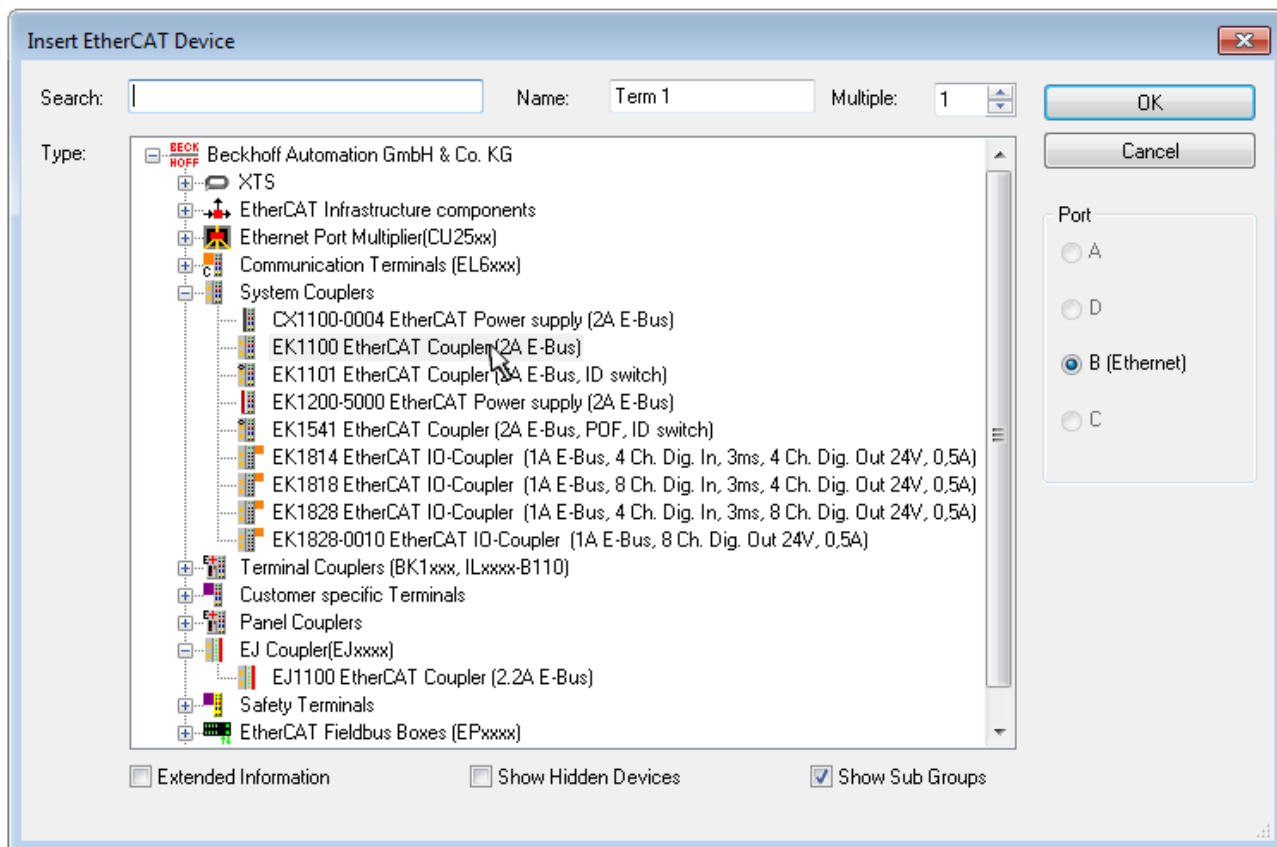 Insert EtherCAT Device
Search: Name: Term 1 Multiple: 1 OK
Type: BECK HOFF Beckhoff Automation GmbH & Co. KG Cancel
XTS
EtherCAT Infrastructure components
Ethernet Port Multiplier(CU25xx)
C Communication Terminals (EL6xxx)
System Couplers
CX1100-0004 EtherCAT Power supply (2A E-Bus)
EK1100 EtherCAT Coupler (2A E-Bus)
EK1101 EtherCAT Coupler (2A E-Bus, ID switch)
EK1200-5000 EtherCAT Power supply (2A E-Bus)
EK1541 EtherCAT Coupler (2A E-Bus, POF, ID switch)
EK1814 EtherCAT IO-Coupler (1A E-Bus, 4 Ch. Dig. In, 3ms, 4 Ch. Dig. Out 24V, 0,5A)
EK1818 EtherCAT IO-Coupler (1A E-Bus, 8 Ch. Dig. In, 3ms, 4 Ch. Dig. Out 24V, 0,5A)
EK1828 EtherCAT IO-Coupler (1A E-Bus, 4 Ch. Dig. In, 3ms, 8 Ch. Dig. Out 24V, 0,5A)
EK1828-0010 EtherCAT IO-Coupler (1A E-Bus, 8 Ch. Dig. Out 24V, 0,5A)
Terminal Couplers (BK1xxx, ILxxxx-B110)
Customer specific Terminals
Panel Couplers
EJ Coupler(EJxxxx)
EJ1100 EtherCAT Coupler (2.2A E-Bus)
Safety Terminals
EtherCAT Fieldbus Boxes (EPxxxx)
Port
A
D
B (Ethernet)
C
Extended Information Show Hidden Devices Show Sub Groups